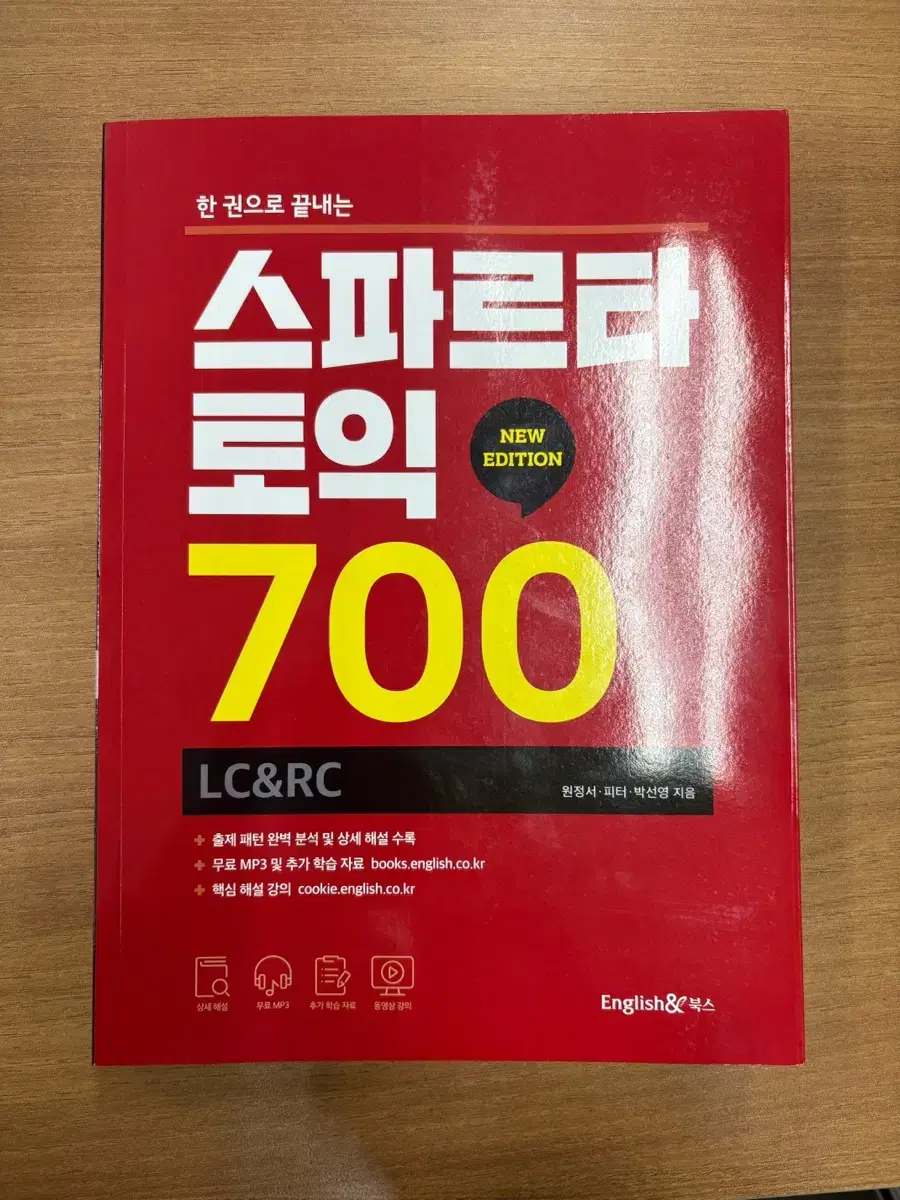 한 권으로 끝내는
스파르타
토익
NEW
EDITION
700
LC&RC
원정서·피터·박선영 지음
+ 출제 패턴 완벽 분석 및 상세 해설 수록
+ 무료 MP3 및 추가 학습 자료 books.english.co.kr
+ 핵심 해설 강의 cookie.english.co.kr
상세 해설
무료 MP3
추가 학습 자료
동영상 강의
English& 북스